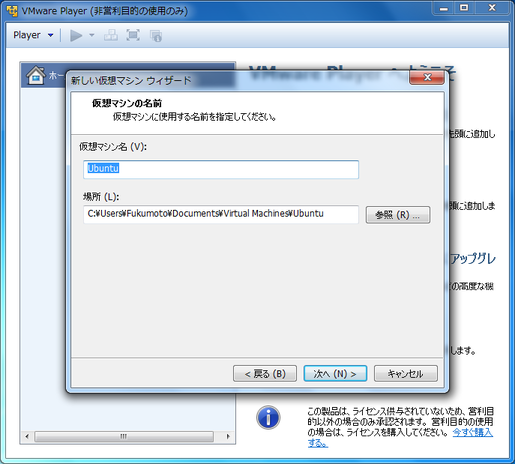 VMware Player (非営利目的の使用のみ)
Player
ホー
VMware Player へようこそ
新しい仮想マシン ウィザード
仮想マシンの名前
仮想マシンに使用する名前を指定してください。
先頭に追加し
仮想マシン名 (V):
Ubuntu
場所 (L):
C:¥Users¥Fukumoto¥Documents¥Virtual Machines¥Ubuntu
参照 (R) ...
頭に追加しま
アップグレ
の高度な機
します。
< 戻る (B)
次へ (N) >
キャンセル
この製品は、ライセンス供与されていないため、営利目
的以外の場合のみ承認されます。営利目的の使用
の場合は、ライセンスを購入してください。 今すぐ購入
する。